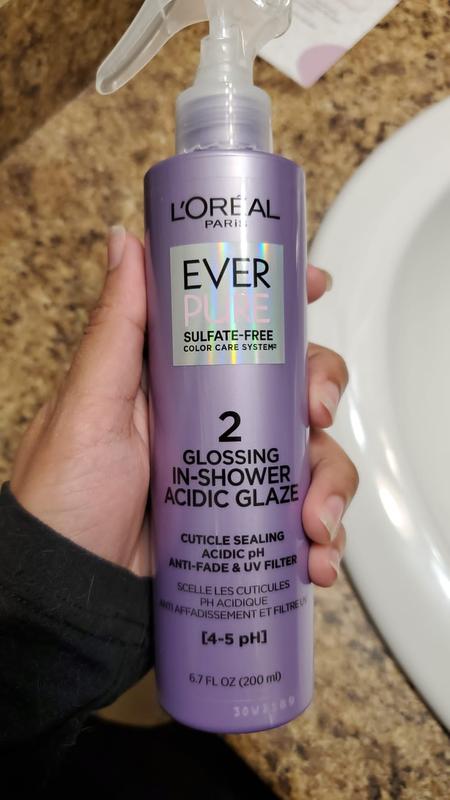 L'ORÉAL
PARIS
EVER
PURE
SULFATE-FREE
COLOR CARE SYSTEM
2
GLOSSING
IN-SHOWER
ACIDIC GLAZE
CUTICLE SEALING
ACIDIC pH
ANTI-FADE & UV FILTER
SCELLE LES CUTICULES
PH ACIDIQUE
ANTI AFFADISSEMENT ET FILTRE UV
[4-5 pH]
6.7 FL OZ (200 ml)